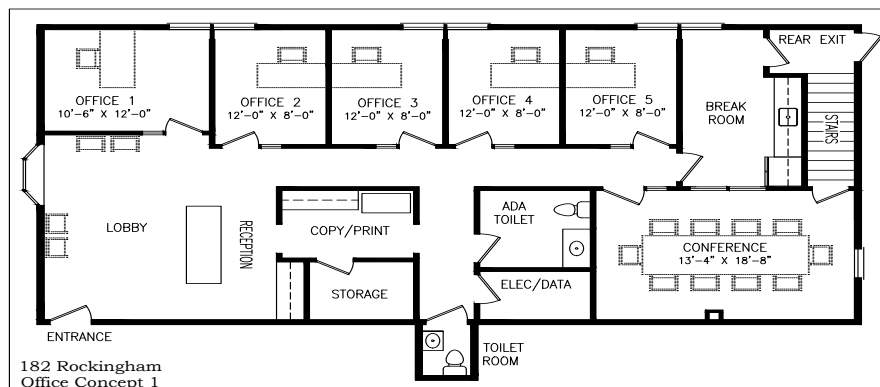 REAR EXIT
OFFICE 1
10'-6" X 12'-0"
OFFICE 2
12'-0" X 8'-0"
OFFICE 3
12'-0" X 8'-0"
OFFICE 4
12'-0" X 8'-0"
OFFICE 5
12'-0" X 8'-0"
BREAK
ROOM
STAIRS
LOBBY
RECEPTION
COPY/PRINT
STORAGE
ADA
TOILET
ELEC/DATA
CONFERENCE
13'-4" X 18'-8"
ENTRANCE
TOILET
ROOM
182 Rockingham
Office Concept 1